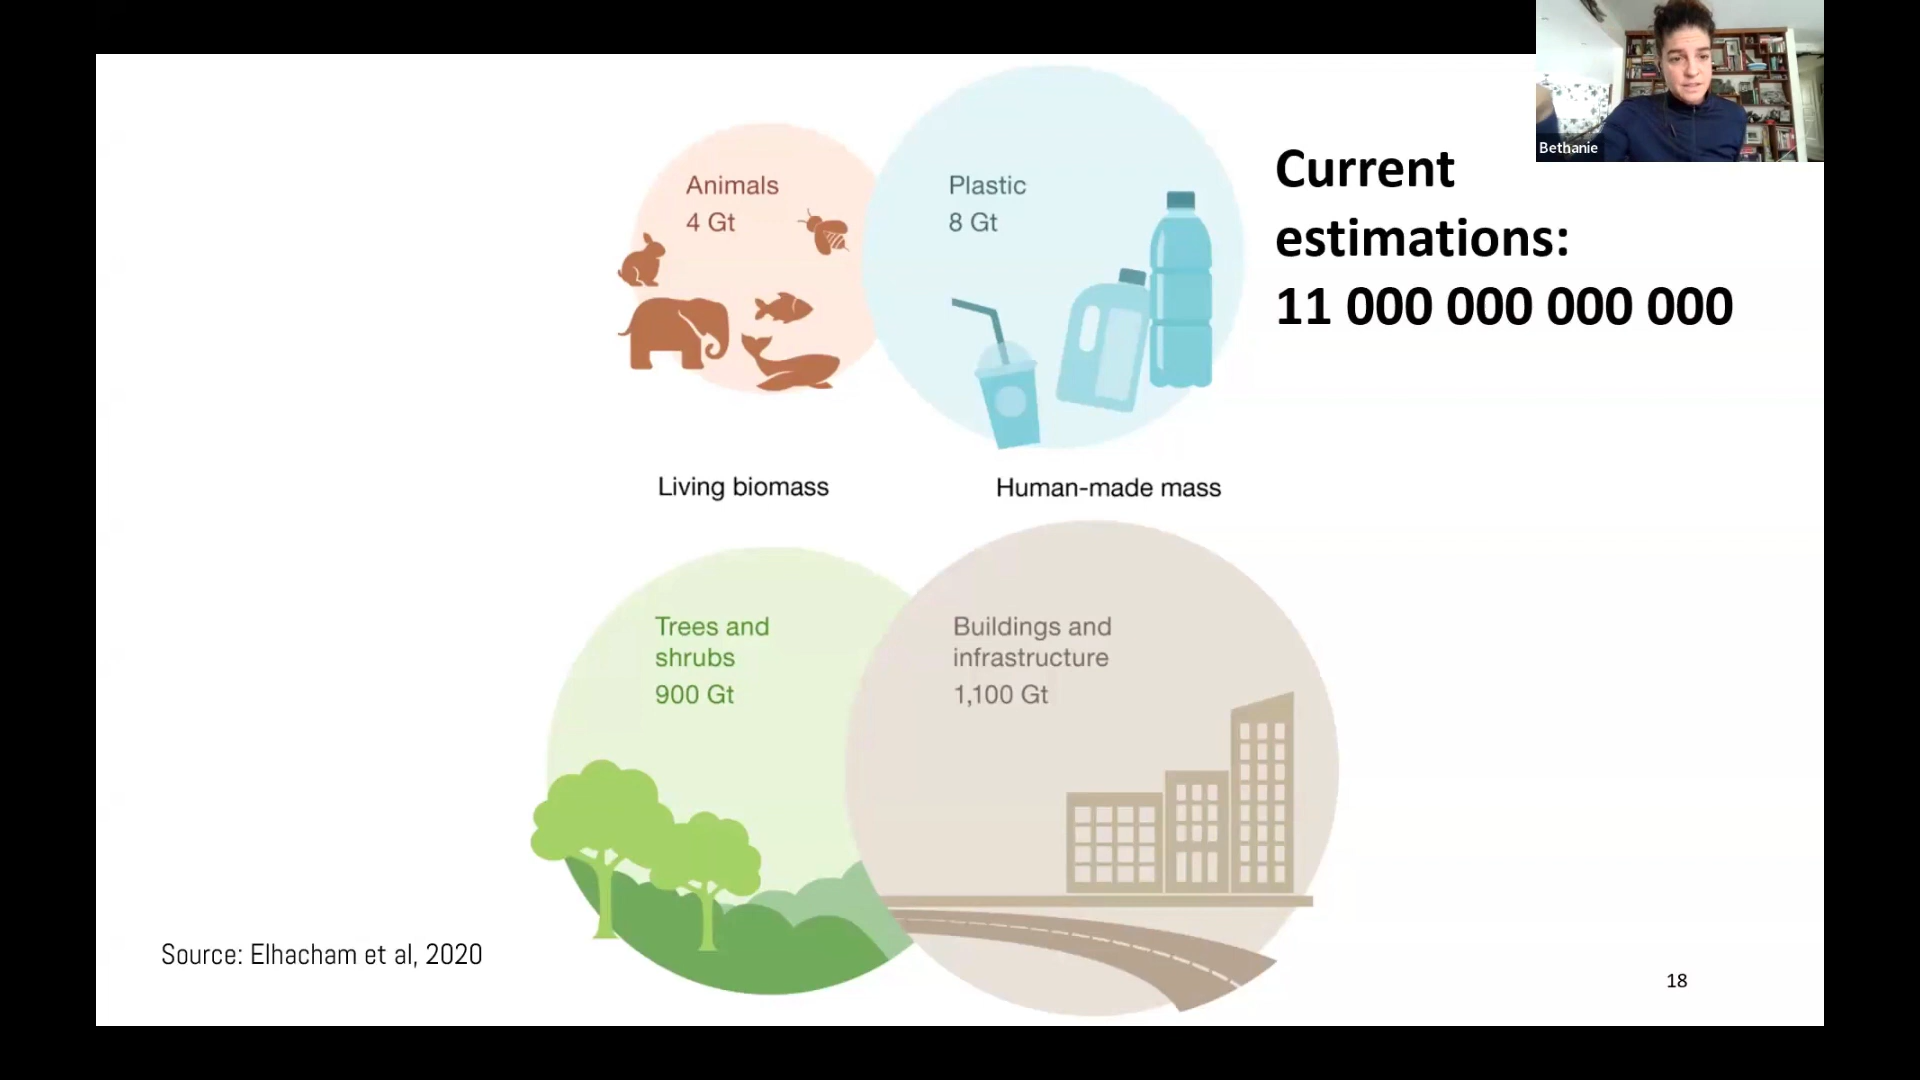 Bethanie
Current
estimations:
11 000 000 000 000
Animals
4 Gt
Plastic
8 Gt
Living biomass
Human-made mass
Trees and
shrubs
900 Gt
Buildings and
infrastructure
1,100 Gt
Source: Elhacham et al, 2020
18